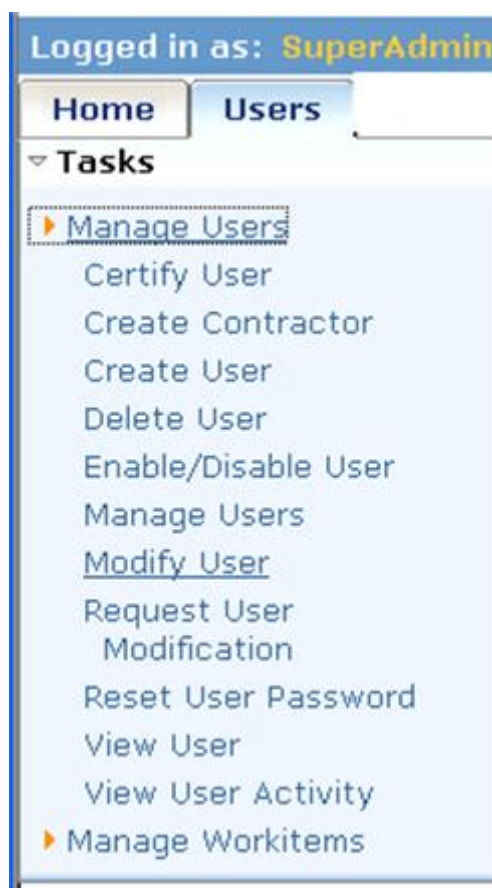 Logged in as: SuperAdmin
Home Users
Tasks
Manage Users
Certify User
Create Contractor
Create User
Delete User
Enable/Disable User
Manage Users
Modify User
Request User
Modification
Reset User Password
View User
View User Activity
Manage Workitems